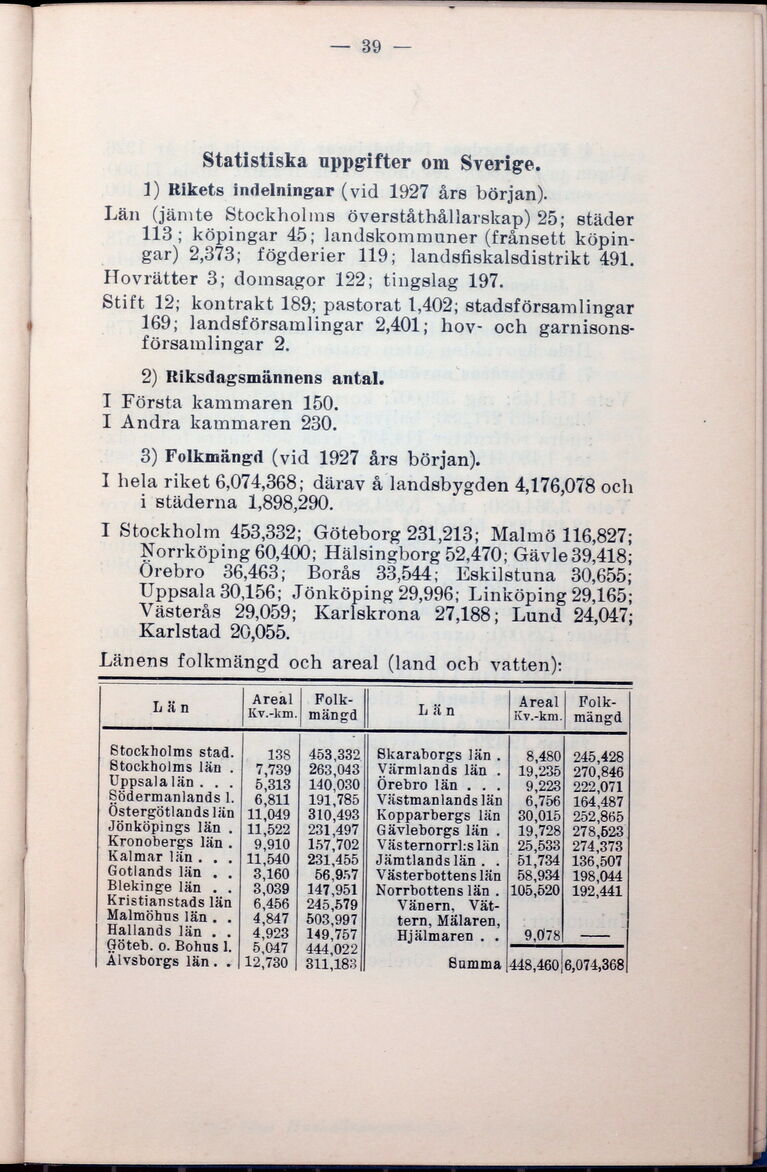 — 39 —
Statistiska uppgifter om Sverige.
1) Rikets indelningar (vid 1927 års början).
Län (jämte Stockholms överståthållarskap) 25; städer
113; köpingar 45; landskommuner (frånsett köpin-
gar) 2,373; fögderier 119; landsfiskalsdistrikt 491.
Hovrätter 3; domsagor 122; tingslag 197.
Stift 12; kontrakt 189; pastorat 1,402; stadsförsamlingar
169; landsförsamlingar 2,401; hov- och garnisons-
församlingar 2.
2) Riksdagsmännens antal.
I Första kammaren 150.
I Andra kammaren 230.
3) Folkmängd (vid 1927 års början).
I hela riket 6,074,368; därav å landsbygden 4,176,078 och
i städerna 1,898,290.
I Stockholm 453,332; Göteborg 231,213; Malmö 116,827;
Norrköping 60,400; Hälsingborg 52,470; Gävle 39,418;
Örebro 36,463; Borås 33,544; Eskilstuna 30,655;
Uppsala 30,156; Jönköping 29,996; Linköping 29,165;
Västerås 29,059; Karlskrona 27,188; Lund 24,047;
Karlstad 20,055.
Länens folkmängd och areal (land och vatten):
Län Areal Kv.-km. Folk-mängd
Stockholms stad. 138 453,332
Stockholms län . 7,739 263,043
Uppsala län . . . 5,313 140,030
Södermanlands l. 6,811 191,785
Östergötlands län 11,049 310,493
Jönköpings län . 11,522 231,497
Kronobergs län . 9,910 157,702
Kalmar län . . . 11,540 231,455
Gotlands län . . 3,160 56,957
Blekinge län . . 3,039 147,951
Kristianstads län 6,456 245,579
Malmöhus län . . 4,847 503,997
Hallands län . . 4,923 149,757
Göteb. o. Bohus l. 5,047 444,022
Älvsborgs län . . 12,730 311,183
Län Areal Kv.-km. Folk-mängd
Skaraborgs län . 8,480 245,428
Värmlands län . 19,235 270,846
Örebro län . . . 9,223 222,071
Västmanlands län 6,756 164,487
Kopparbergs län 30,015 252,865
Gävleborgs län . 19,728 278,523
Västernorrl:s län 25,533 274,373
Jämtlands län . . 51,734 136,507
Västerbottens län 58,934 198,044
Norrbottens län . 105,520 192,441
Vänern, Vät-
tern, Mälaren,
Hjälmaren . . 9,078 —
Summa 448,460 6,074,368